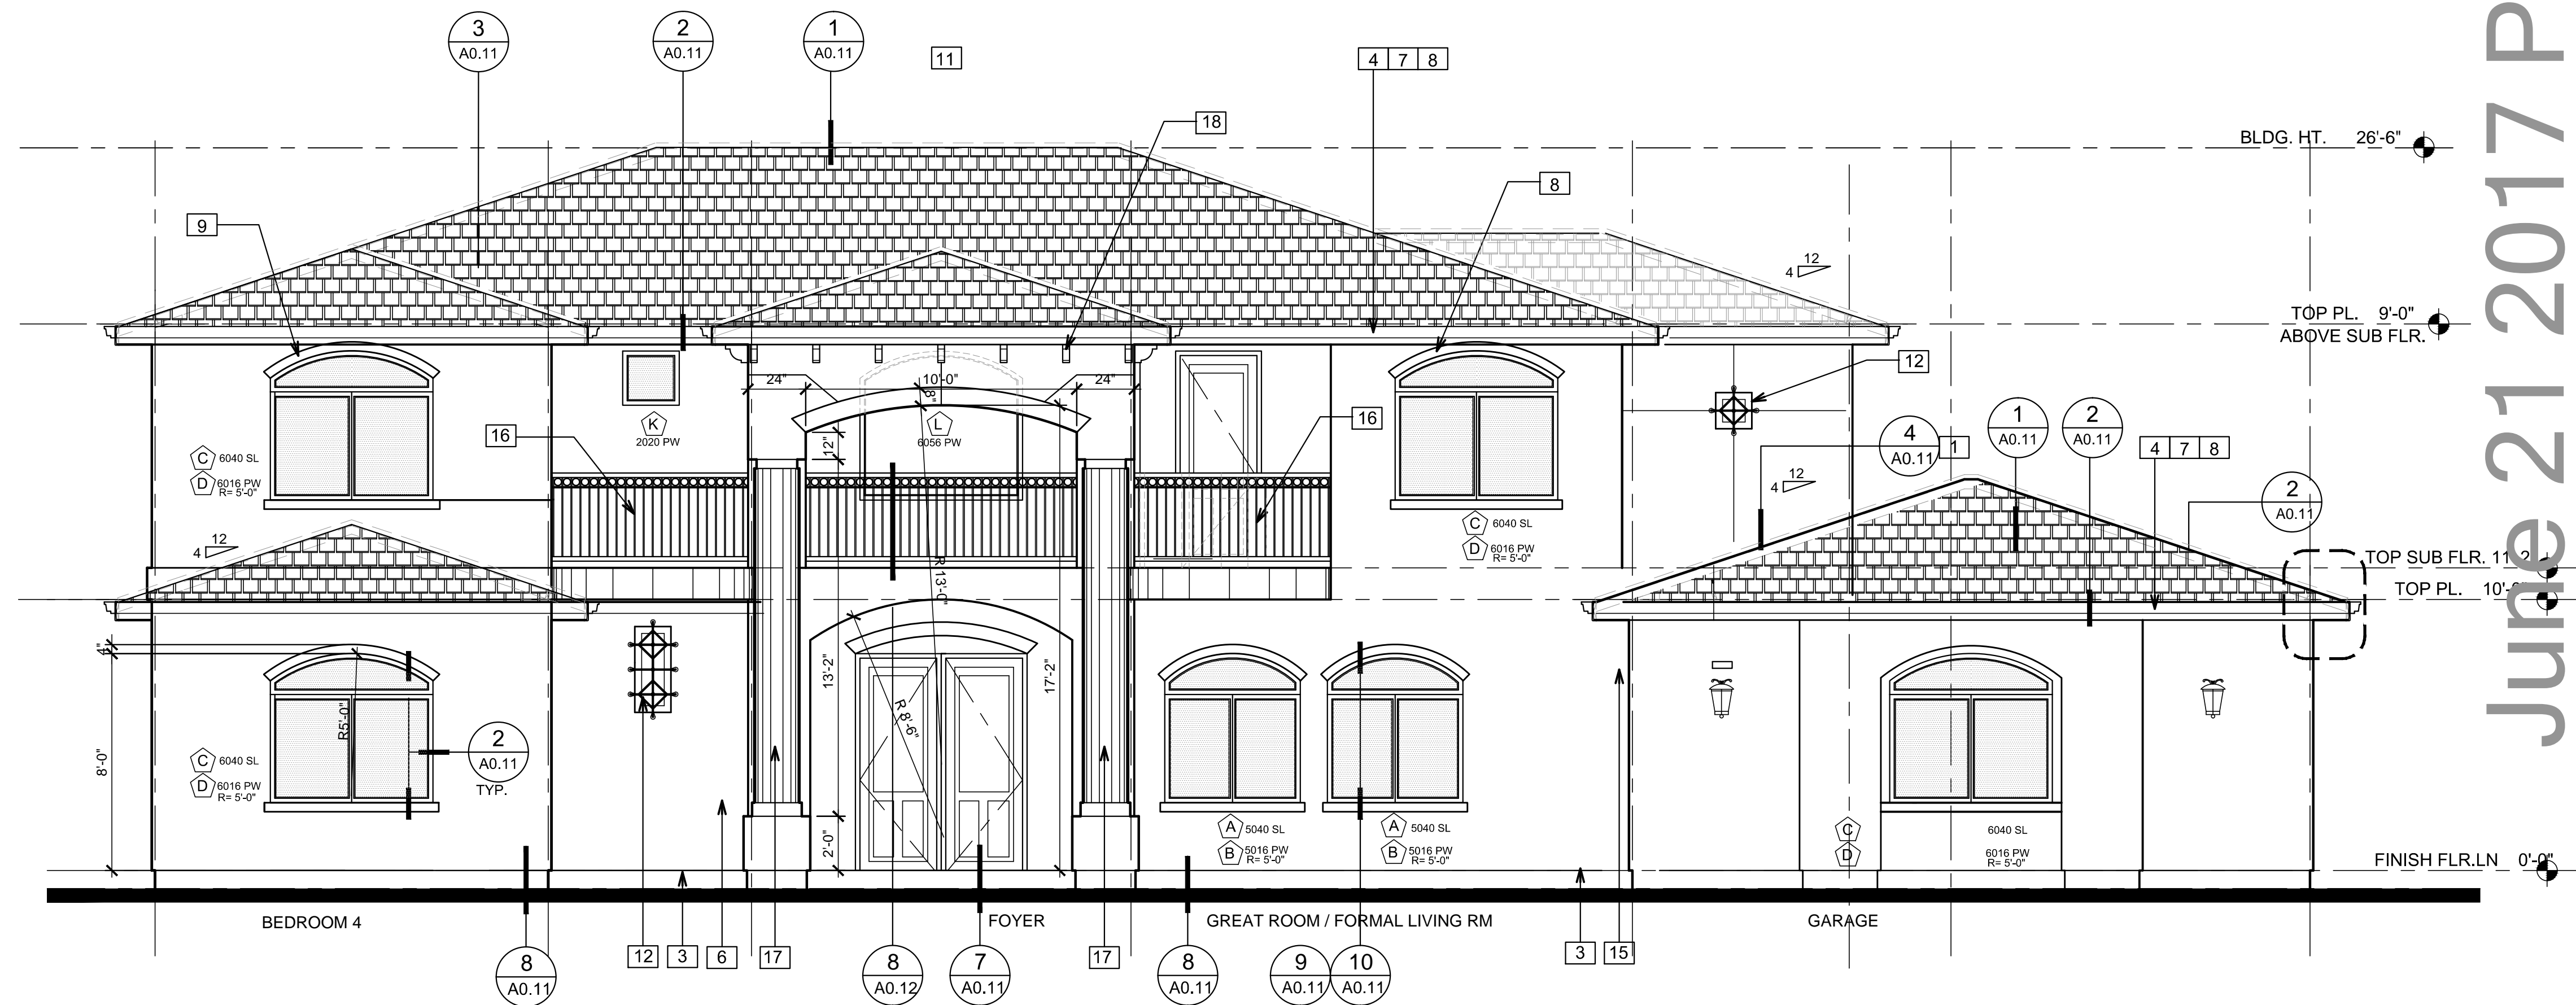 3
A0.11
2
A0.11
1
A0.11
11
4 7 8
18
BLDG. HT. 26'-6"
8
9
12
4
TOP PL. 9'-0"
ABOVE SUB FLR.
12
24"
10'-0"
24"
8"
K
2020 PW
L
6056 PW
16
16
12"
C 6040 SL
D 6016 PW
R= 5'-0"
4
A0.11
1
1
A0.11
2
A0.11
4 7 8
12
4
2
A0.11
C 6040 SL
D 6016 PW
R= 5'-0"
12
4
R 13'-0"
TOP SUB FLR. 11
TOP PL. 10'
4"
8'-0"
R5'-0"
13'-2"
17'-2"
R 8'-6"
C 6040 SL
D 6016 PW
R= 5'-0"
2
A0.11
TYP.
2'-0"
A 5040 SL
B 5016 PW
R= 5'-0"
A 5040 SL
B 5016 PW
R= 5'-0"
C
D
6040 SL
6016 PW
R= 5'-0"
FINISH FLR.LN 0'-0"
BEDROOM 4
FOYER
GREAT ROOM / FORMAL LIVING RM
GARAGE
8
A0.11
12
3
6
17
8
A0.12
7
A0.11
17
8
A0.11
9
A0.11
10
A0.11
3
15
June 21 2017 P